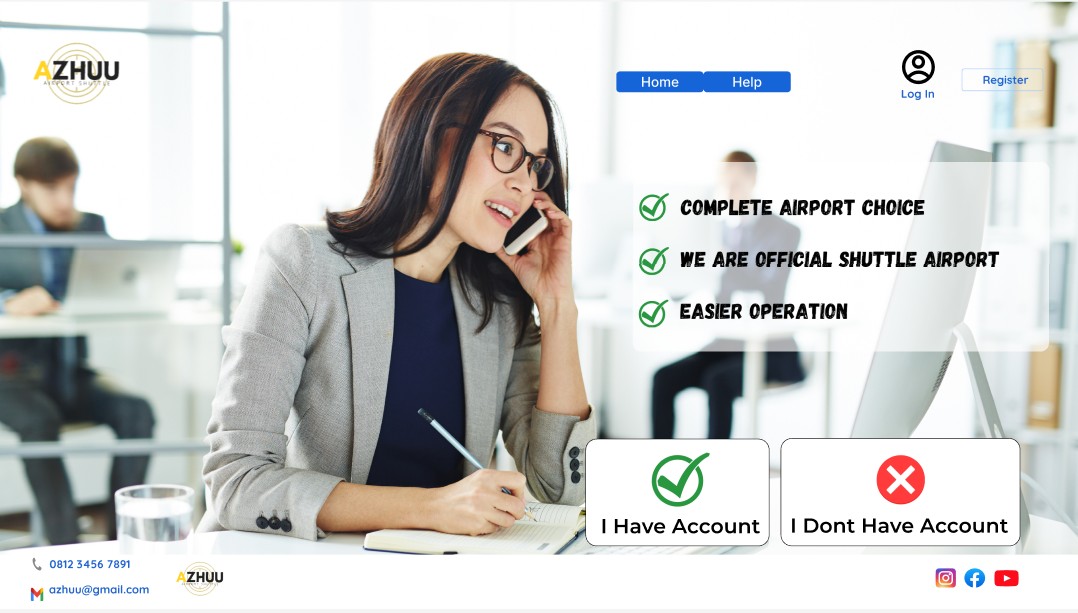 AZHUU
AIRPORT SHUTTLE
Home
Help
Log In
Register
COMPLETE AIRPORT CHOICE
WE ARE OFFICIAL SHUTTLE AIRPORT
EASIER OPERATION
I Have Account
I Dont Have Account
0812 3456 7891
azhuu@gmail.com
AZHUU